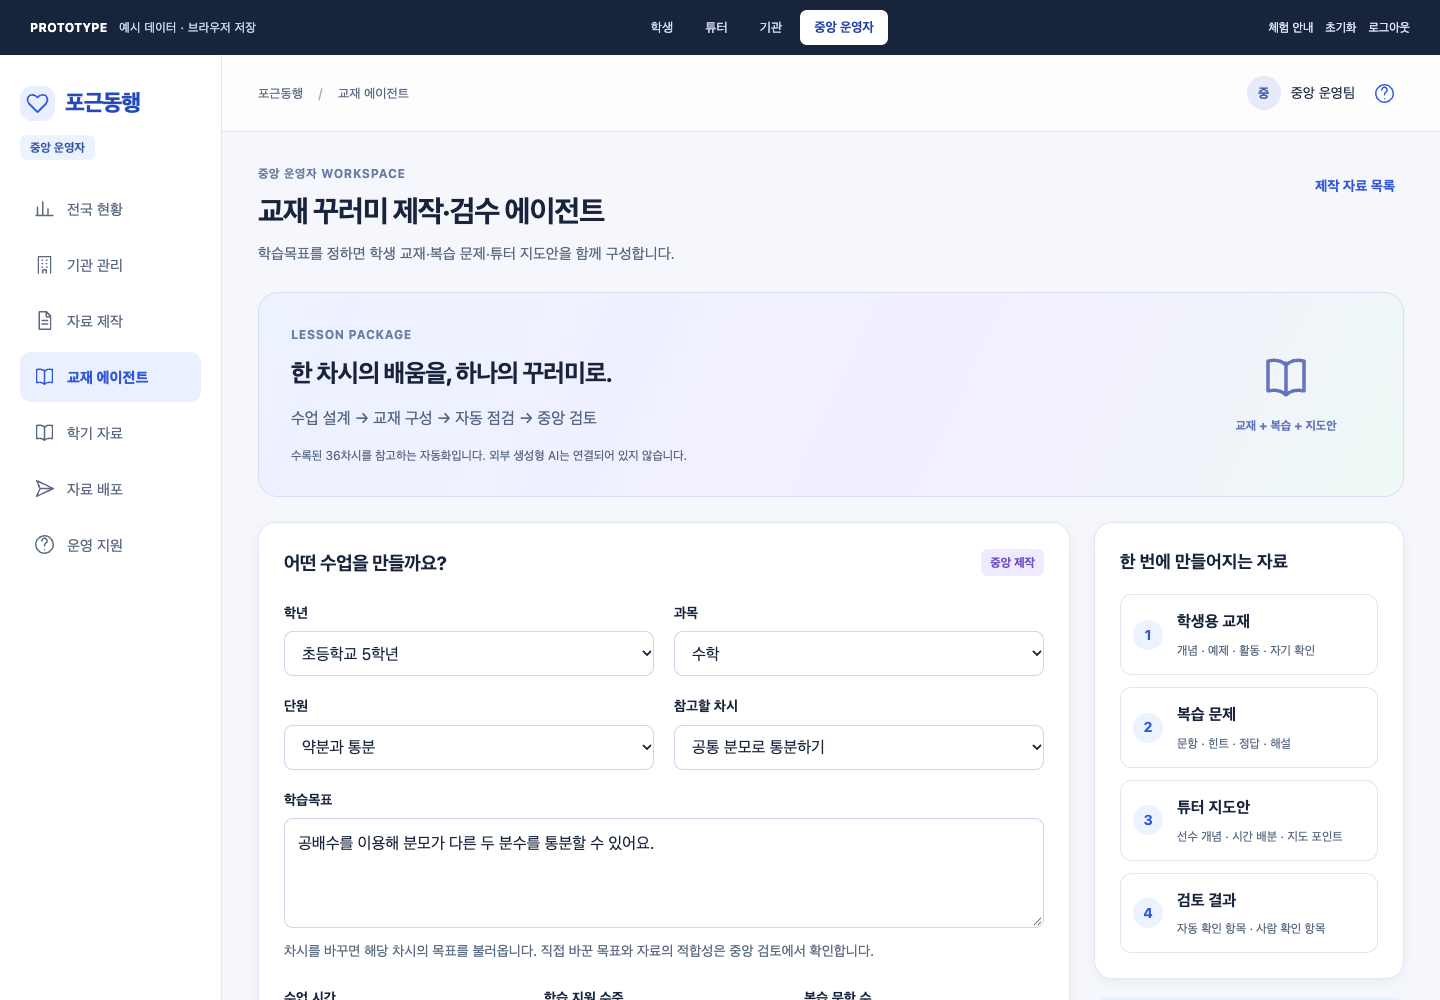 PROTOTYPE 예시 데이터 · 브라우저 저장
학생 튜터 기관 중앙 운영자
체험 안내 초기화 로그아웃
포근동행
중앙 운영자
전국 현황
기관 관리
자료 제작
교재 에이전트
학기 자료
자료 배포
운영 지원
포근동행 / 교재 에이전트
중 중앙 운영팀
중앙 운영자 WORKSPACE
교재 꾸러미 제작·검수 에이전트
학습목표를 정하면 학생 교재·복습 문제·튜터 지도안을 함께 구성합니다.
제작 자료 목록
LESSON PACKAGE
한 차시의 배움을, 하나의 꾸러미로.
수업 설계 → 교재 구성 → 자동 점검 → 중앙 검토
수록된 36차시를 참고하는 자동화입니다. 외부 생성형 AI는 연결되어 있지 않습니다.
교재 + 복습 + 지도안
어떤 수업을 만들까요?
중앙 제작
학년 과목
초등학교 5학년 수학
단원 참고할 차시
약분과 통분 공통 분모로 통분하기
학습목표
공배수를 이용해 분모가 다른 두 분수를 통분할 수 있어요.
차시를 바꾸면 해당 차시의 목표를 불러옵니다. 직접 바꾼 목표와 자료의 적합성은 중앙 검토에서 확인합니다.
수업 시간 학습 지원 수준 복습 문항 수
한 번에 만들어지는 자료
1 학생용 교재
개념 · 예제 · 활동 · 자기 확인
2 복습 문제
문항 · 힌트 · 정답 · 해설
3 튜터 지도안
선수 개념 · 시간 배분 · 지도 포인트
4 검토 결과
자동 확인 항목 · 사람 확인 항목